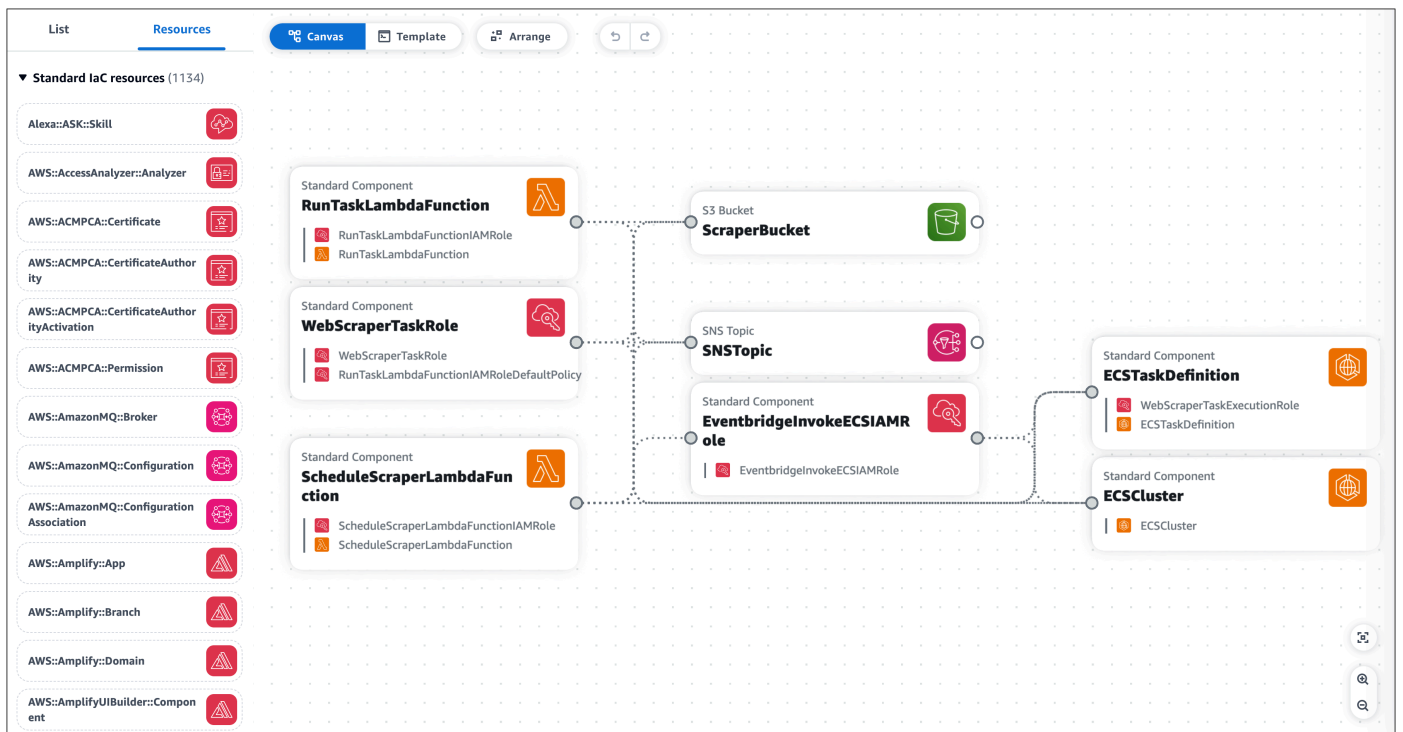 List
Resources
Canvas
Template
Arrange
Standard IaC resources (1134)
Alexa::ASK::Skill
AWS::AccessAnalyzer::Analyzer
AWS::ACMPCA::Certificate
AWS::ACMPCA::CertificateAuthor
ity
AWS::ACMPCA::CertificateAuthor
ityActivation
AWS::ACMPCA::Permission
AWS::AmazonMQ::Broker
AWS::AmazonMQ::Configuration
AWS::AmazonMQ::Configuration
Association
AWS::Amplify::App
AWS::Amplify::Branch
AWS::Amplify::Domain
AWS::AmplifyUIBuilder::Compon
ent
Standard Component
RunTaskLambdaFunction
RunTaskLambdaFunctionIAMRole
RunTaskLambdaFunction
Standard Component
WebScraperTaskRole
WebScraperTaskRole
RunTaskLambdaFunctionIAMRoleDefaultPolicy
Standard Component
ScheduleScraperLambdaFun
ction
ScheduleScraperLambdaFunctionIAMRole
ScheduleScraperLambdaFunction
S3 Bucket
ScraperBucket
SNS Topic
SNSTopic
Standard Component
EventbridgeInvokeECSIAMR
ole
EventbridgeInvokeECSIAMRole
Standard Component
ECSTaskDefinition
WebScraperTaskExecutionRole
ECSTaskDefinition
Standard Component
ECSCluster
ECSCluster